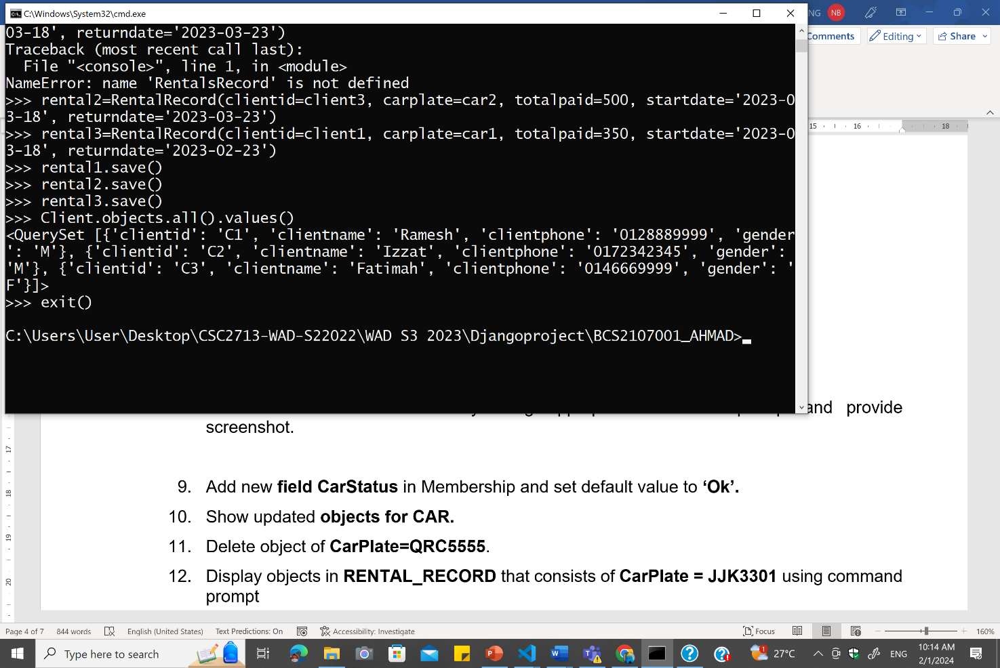 C:\Windows\System32\cmd.exe
NG NB
03-18', returndate='2023-03-23')
Traceback (most recent call last):
File "<console>", line 1, in <module>
NameError: name 'RentalsRecord' is not defined
>>> rental2=RentalRecord(clientid=client3, carplate=car2, totalpaid=500, startdate='2023-0
3-18', returndate='2023-03-23')
>>> rental3=RentalRecord(clientid=client1, carplate=car1, totalpaid=350, startdate='2023-0
3-18', returndate='2023-02-23')
>>> rental1.save()
>>> rental2.save()
>>> rental3.save()
>>> Client.objects.all().values()
<QuerySet [{'clientid': 'C1', 'clientname': 'Ramesh', 'clientphone': '0128889999', 'gender
': 'M'}, {'clientid': 'C2', 'clientname': 'Izzat', 'clientphone': '0172342345', 'gender':
'M'}, {'clientid': 'C3', 'clientname': 'Fatimah', 'clientphone': '0146669999', 'gender': '
F'}]>
>>> exit()
C:\Users\User\Desktop\CSC2713-WAD-S22022\WAD S3 2023\Djangoproject\BCS2107001_AHMAD>
Comments Editing Share
15 16 18
and provide
screenshot.
9. Add new field CarStatus in Membership and set default value to ‘Ok’.
10. Show updated objects for CAR.
11. Delete object of CarPlate=QRC5555.
12. Display objects in RENTAL_RECORD that consists of CarPlate = JJK3301 using command
prompt
17
18
19
20
Page 4 of 7 844 words English (United States) Text Predictions: On Accessibility: Investigate Focus 160%
Type here to search 1 27°C ENG 10:14 AM
2/1/2024